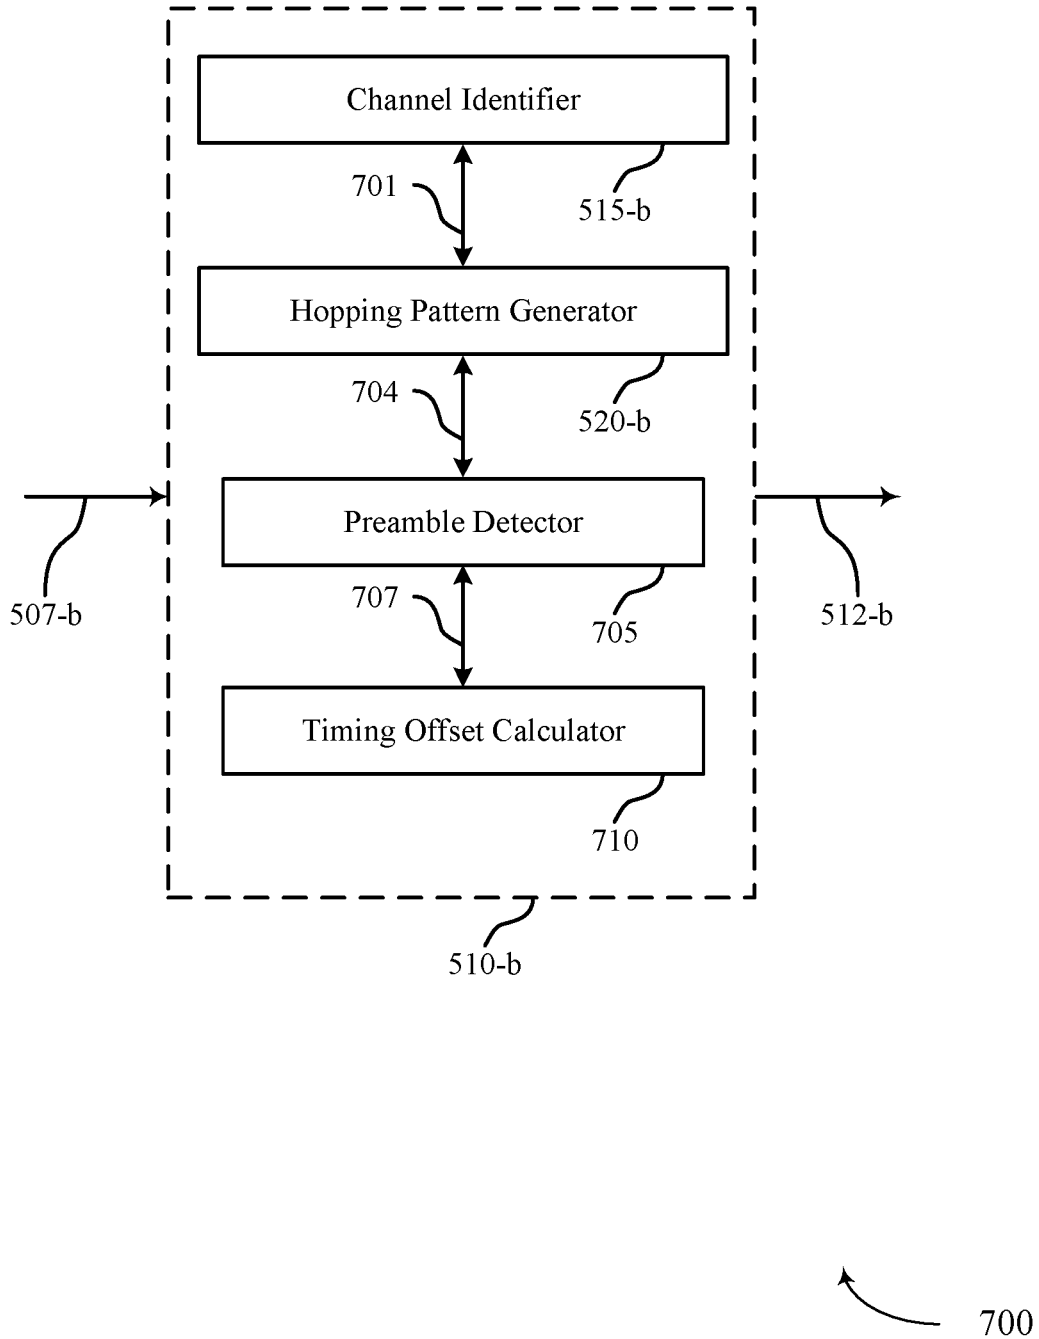 Channel Identifier
701
515-b
Hopping Pattern Generator
704
520-b
Preamble Detector
507-b
707
705
512-b
Timing Offset Calculator
710
510-b
700